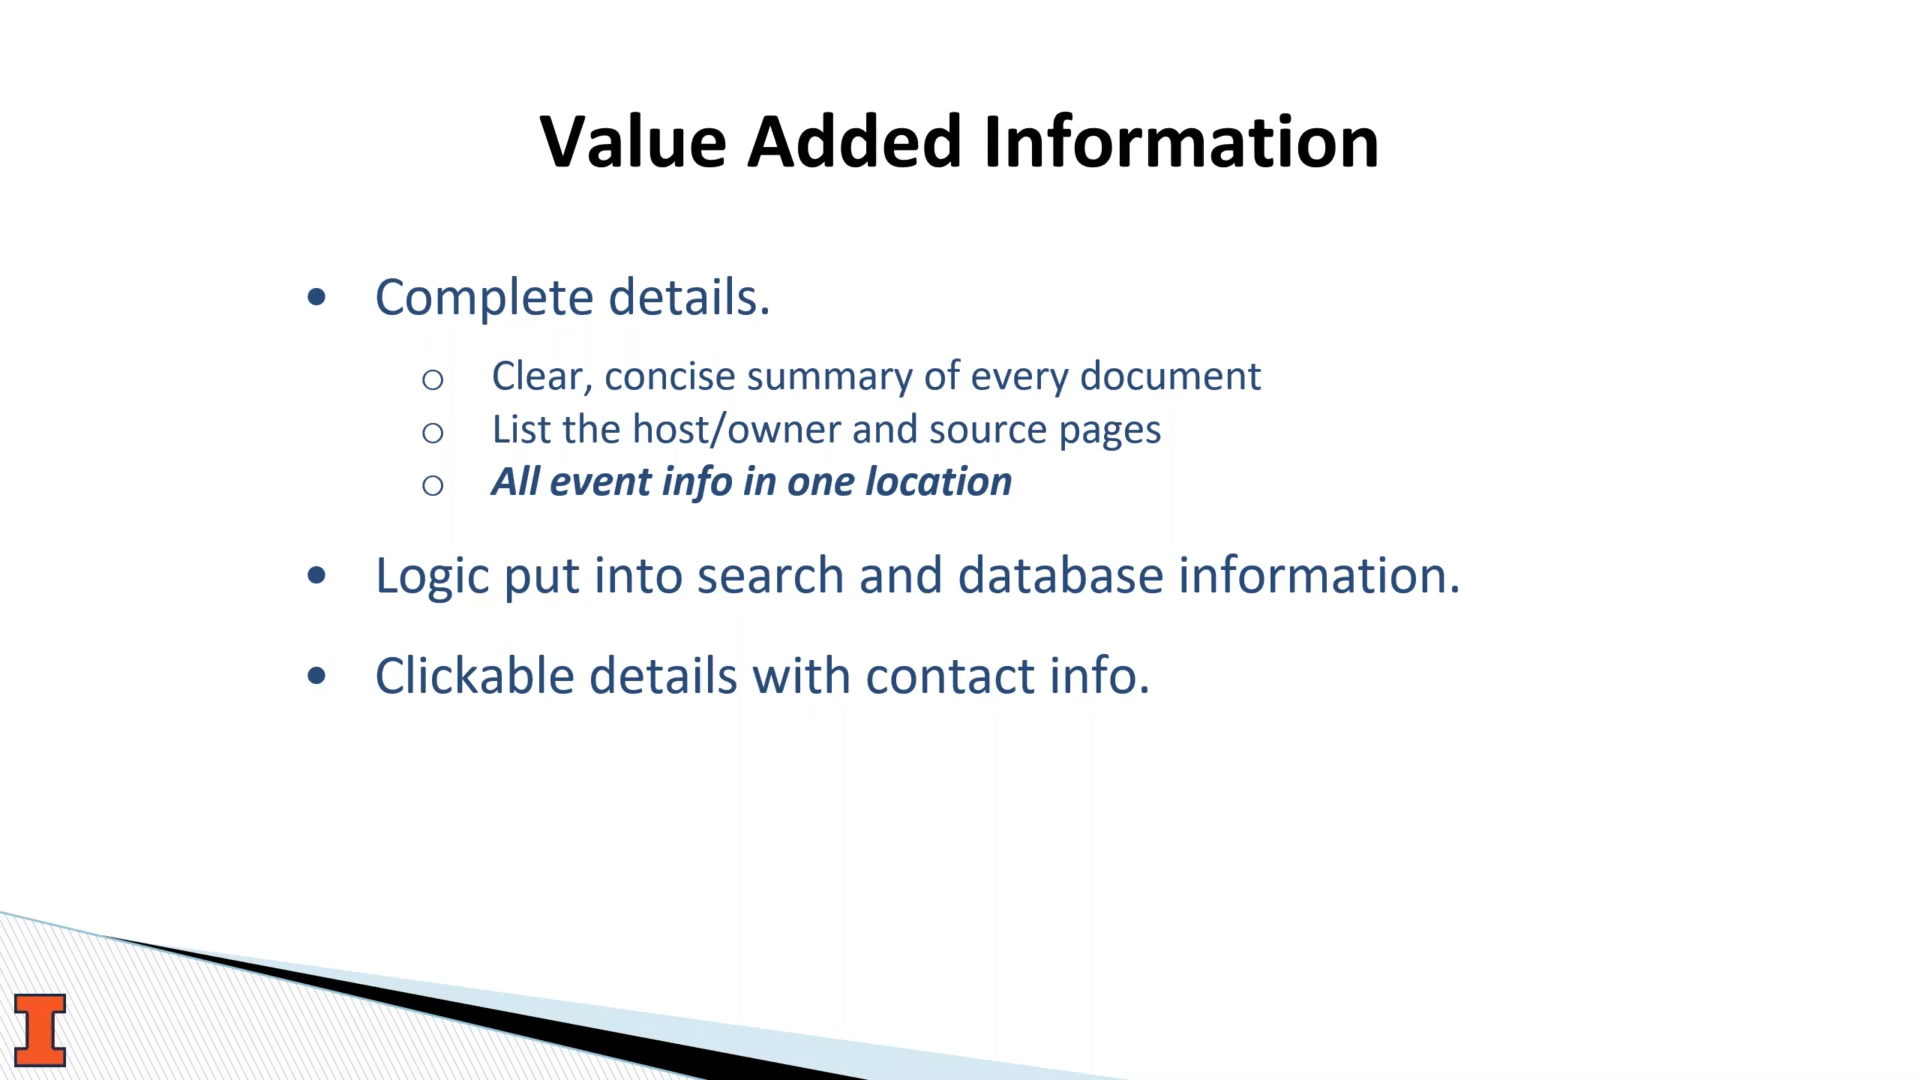 Value Added Information
• Complete details.
o Clear, concise summary of every document
o List the host/owner and source pages
o All event info in one location
• Logic put into search and database information.
• Clickable details with contact info.
I